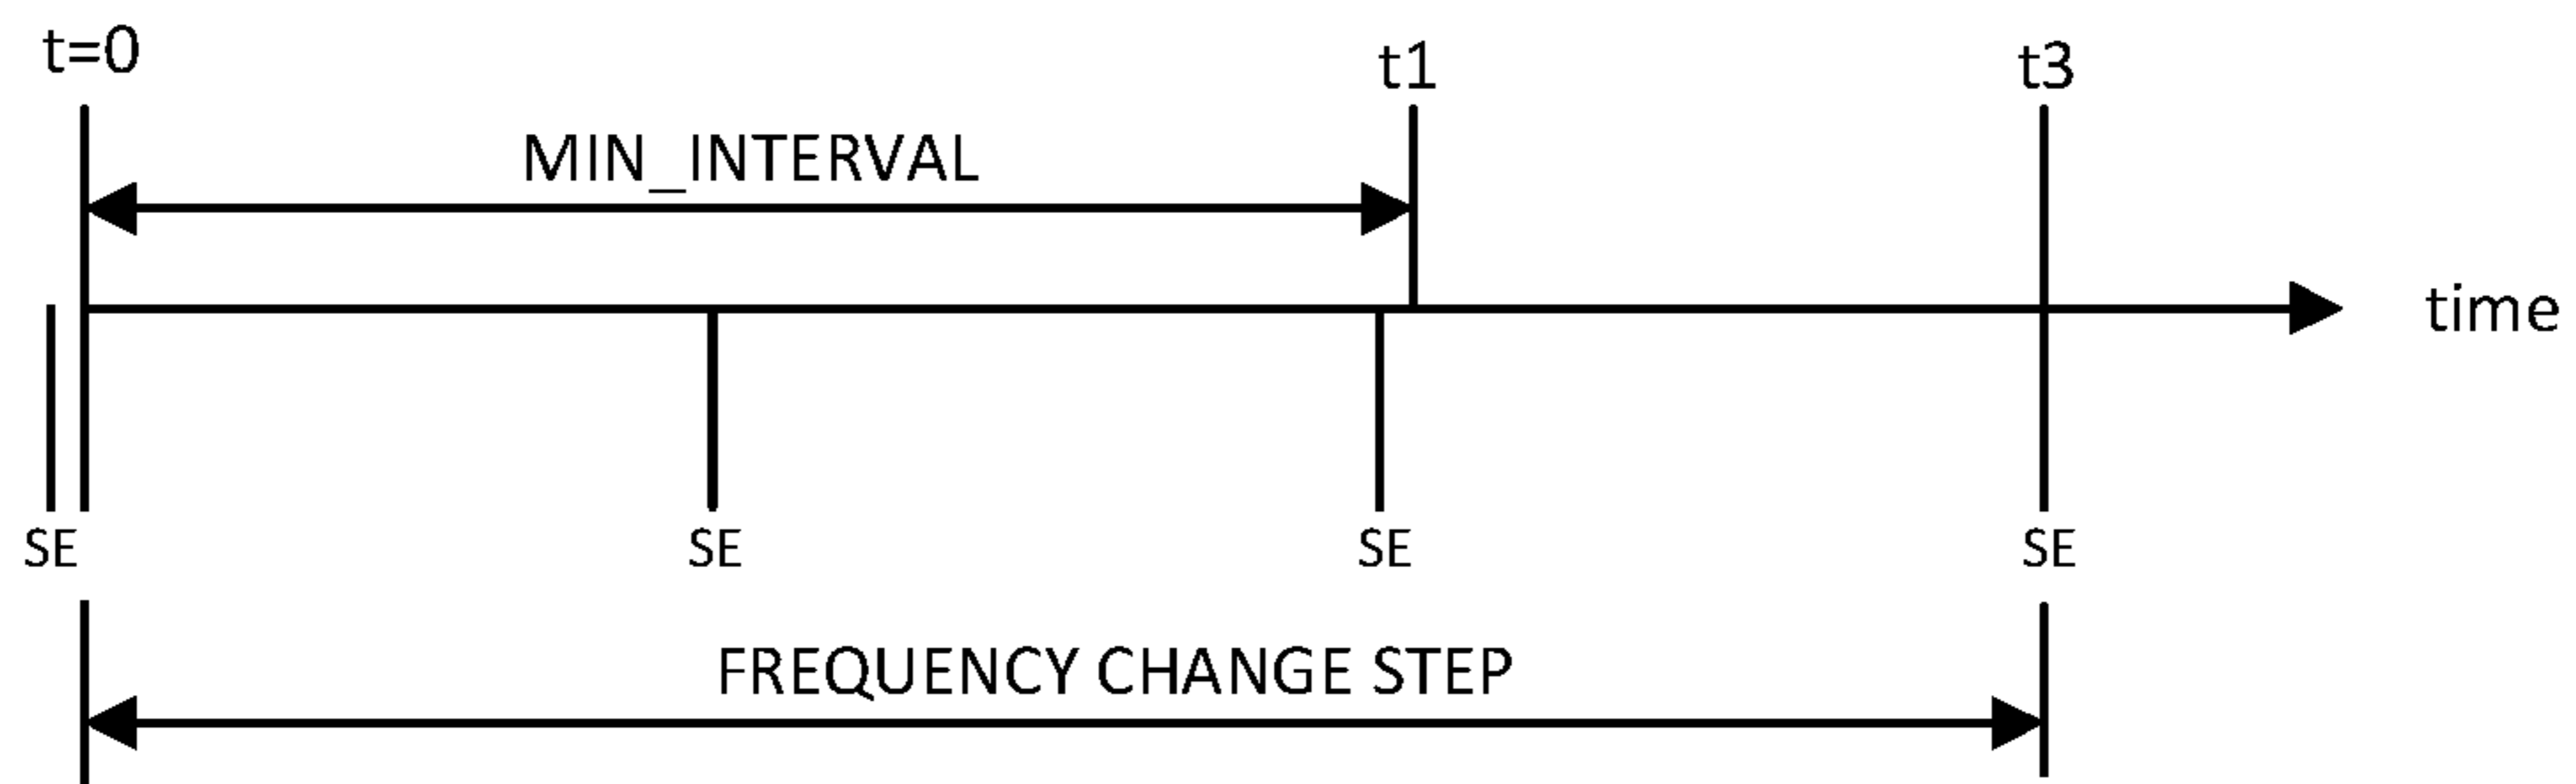 t=0
t1
t3
MIN_INTERVAL
time
SE
SE
SE
SE
FREQUENCY CHANGE STEP